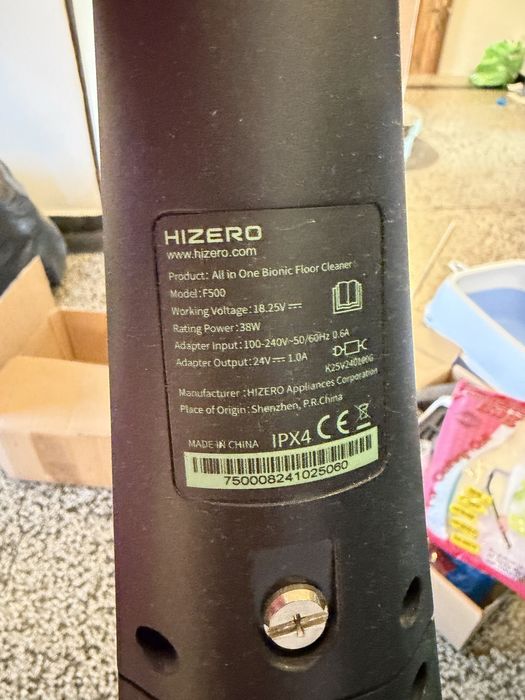 HIZERO
www.hizero.com
Product: All in One Bionic Floor Cleaner
Model:F500
Working Voltage:18.25V ⎓
Rating Power:38W
Adapter Input:100-240V~50/60Hz 0.6A
Adapter Output:24V⎓ 1.0A
K25V240100G
Manufacturer:HIZERO Appliances Corporation
Place of Origin: Shenzhen, P.R.China
MADE IN CHINA IPX4 CE
750008241025060